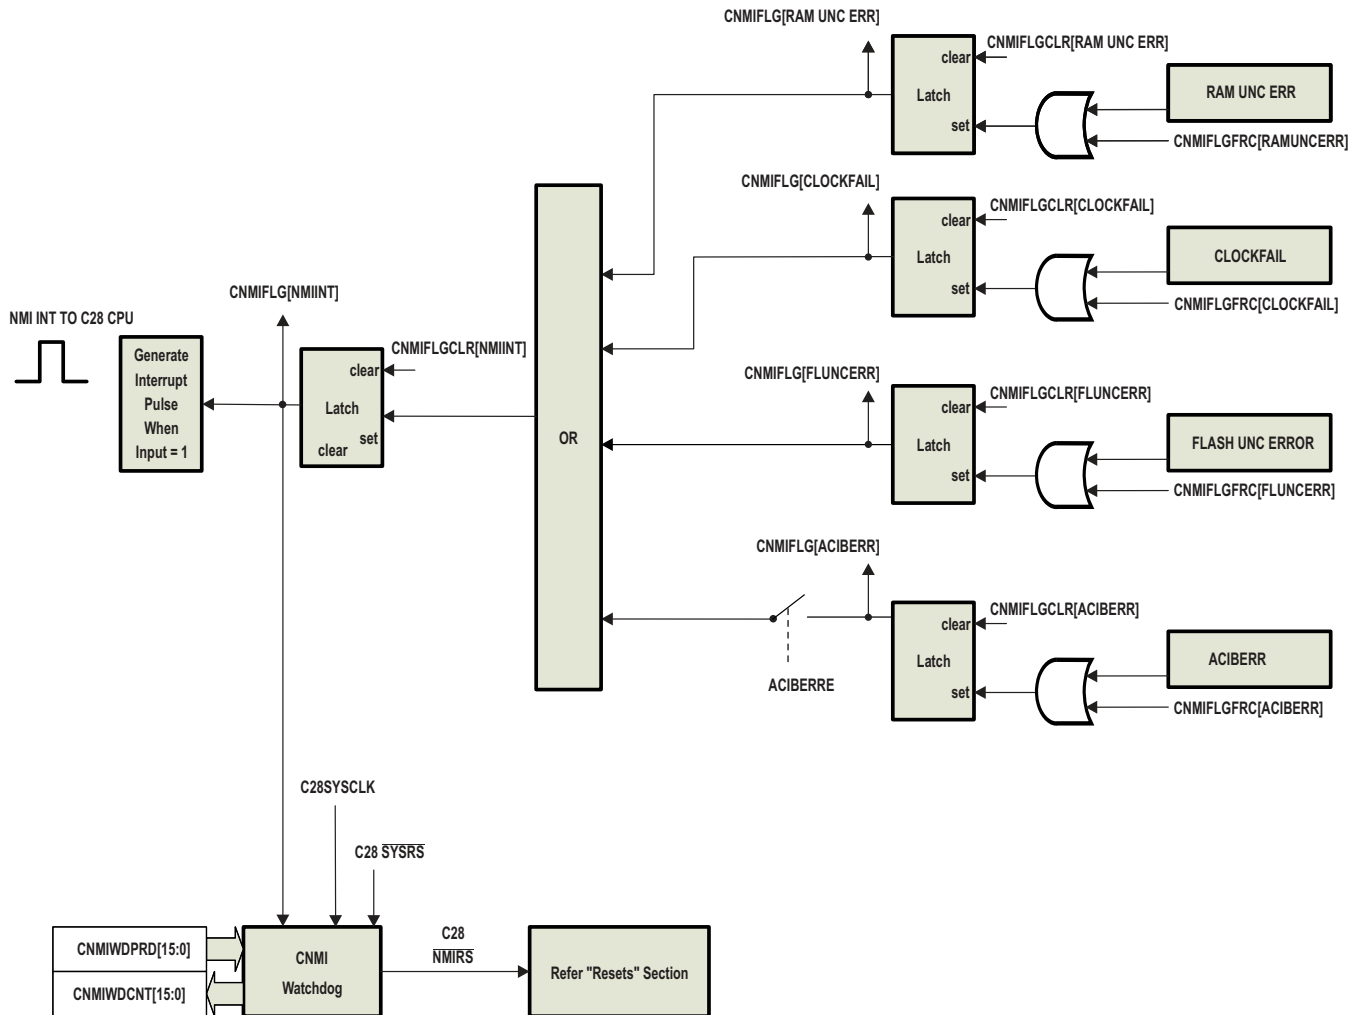 CNMIFLG[RAM UNC ERR]
CNMIFLGCLR[RAM UNC ERR]
clear
Latch
set
RAM UNC ERR
CNMIFLGFRC[RAMUNCERR]
CNMIFLG[CLOCKFAIL]
CNMIFLGCLR[CLOCKFAIL]
clear
Latch
set
CLOCKFAIL
CNMIFLGFRC[CLOCKFAIL]
CNMIFLG[NMIINT]
NMI INT TO C28 CPU
Generate
Interrupt
Pulse
When
Input = 1
CNMIFLGCLR[NMIINT]
clear
Latch
set
clear
OR
CNMIFLG[FLUNCERR]
CNMIFLGCLR[FLUNCERR]
clear
Latch
set
FLASH UNC ERROR
CNMIFLGFRC[FLUNCERR]
CNMIFLG[ACIBERR]
CNMIFLGCLR[ACIBERR]
clear
Latch
set
ACIBERR
CNMIFLGFRC[ACIBERR]
ACIBERRE
C28SYSCLK
C28 SYSRS
CNMIWDPRD[15:0]
CNMIWDCNT[15:0]
CNMI
Watchdog
C28
NMIRS
Refer "Resets" Section